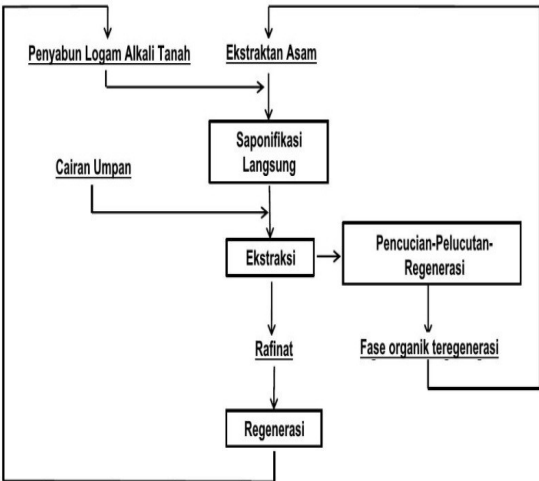 Penyabun Logam Alkali Tanah
Ekstraktan Asam
Saponifikasi
Langsung
Cairan Umpan
Ekstraksi
Pencucian-Pelucutan-
Regenerasi
Rafinat
Fase organik teregenerasi
Regenerasi